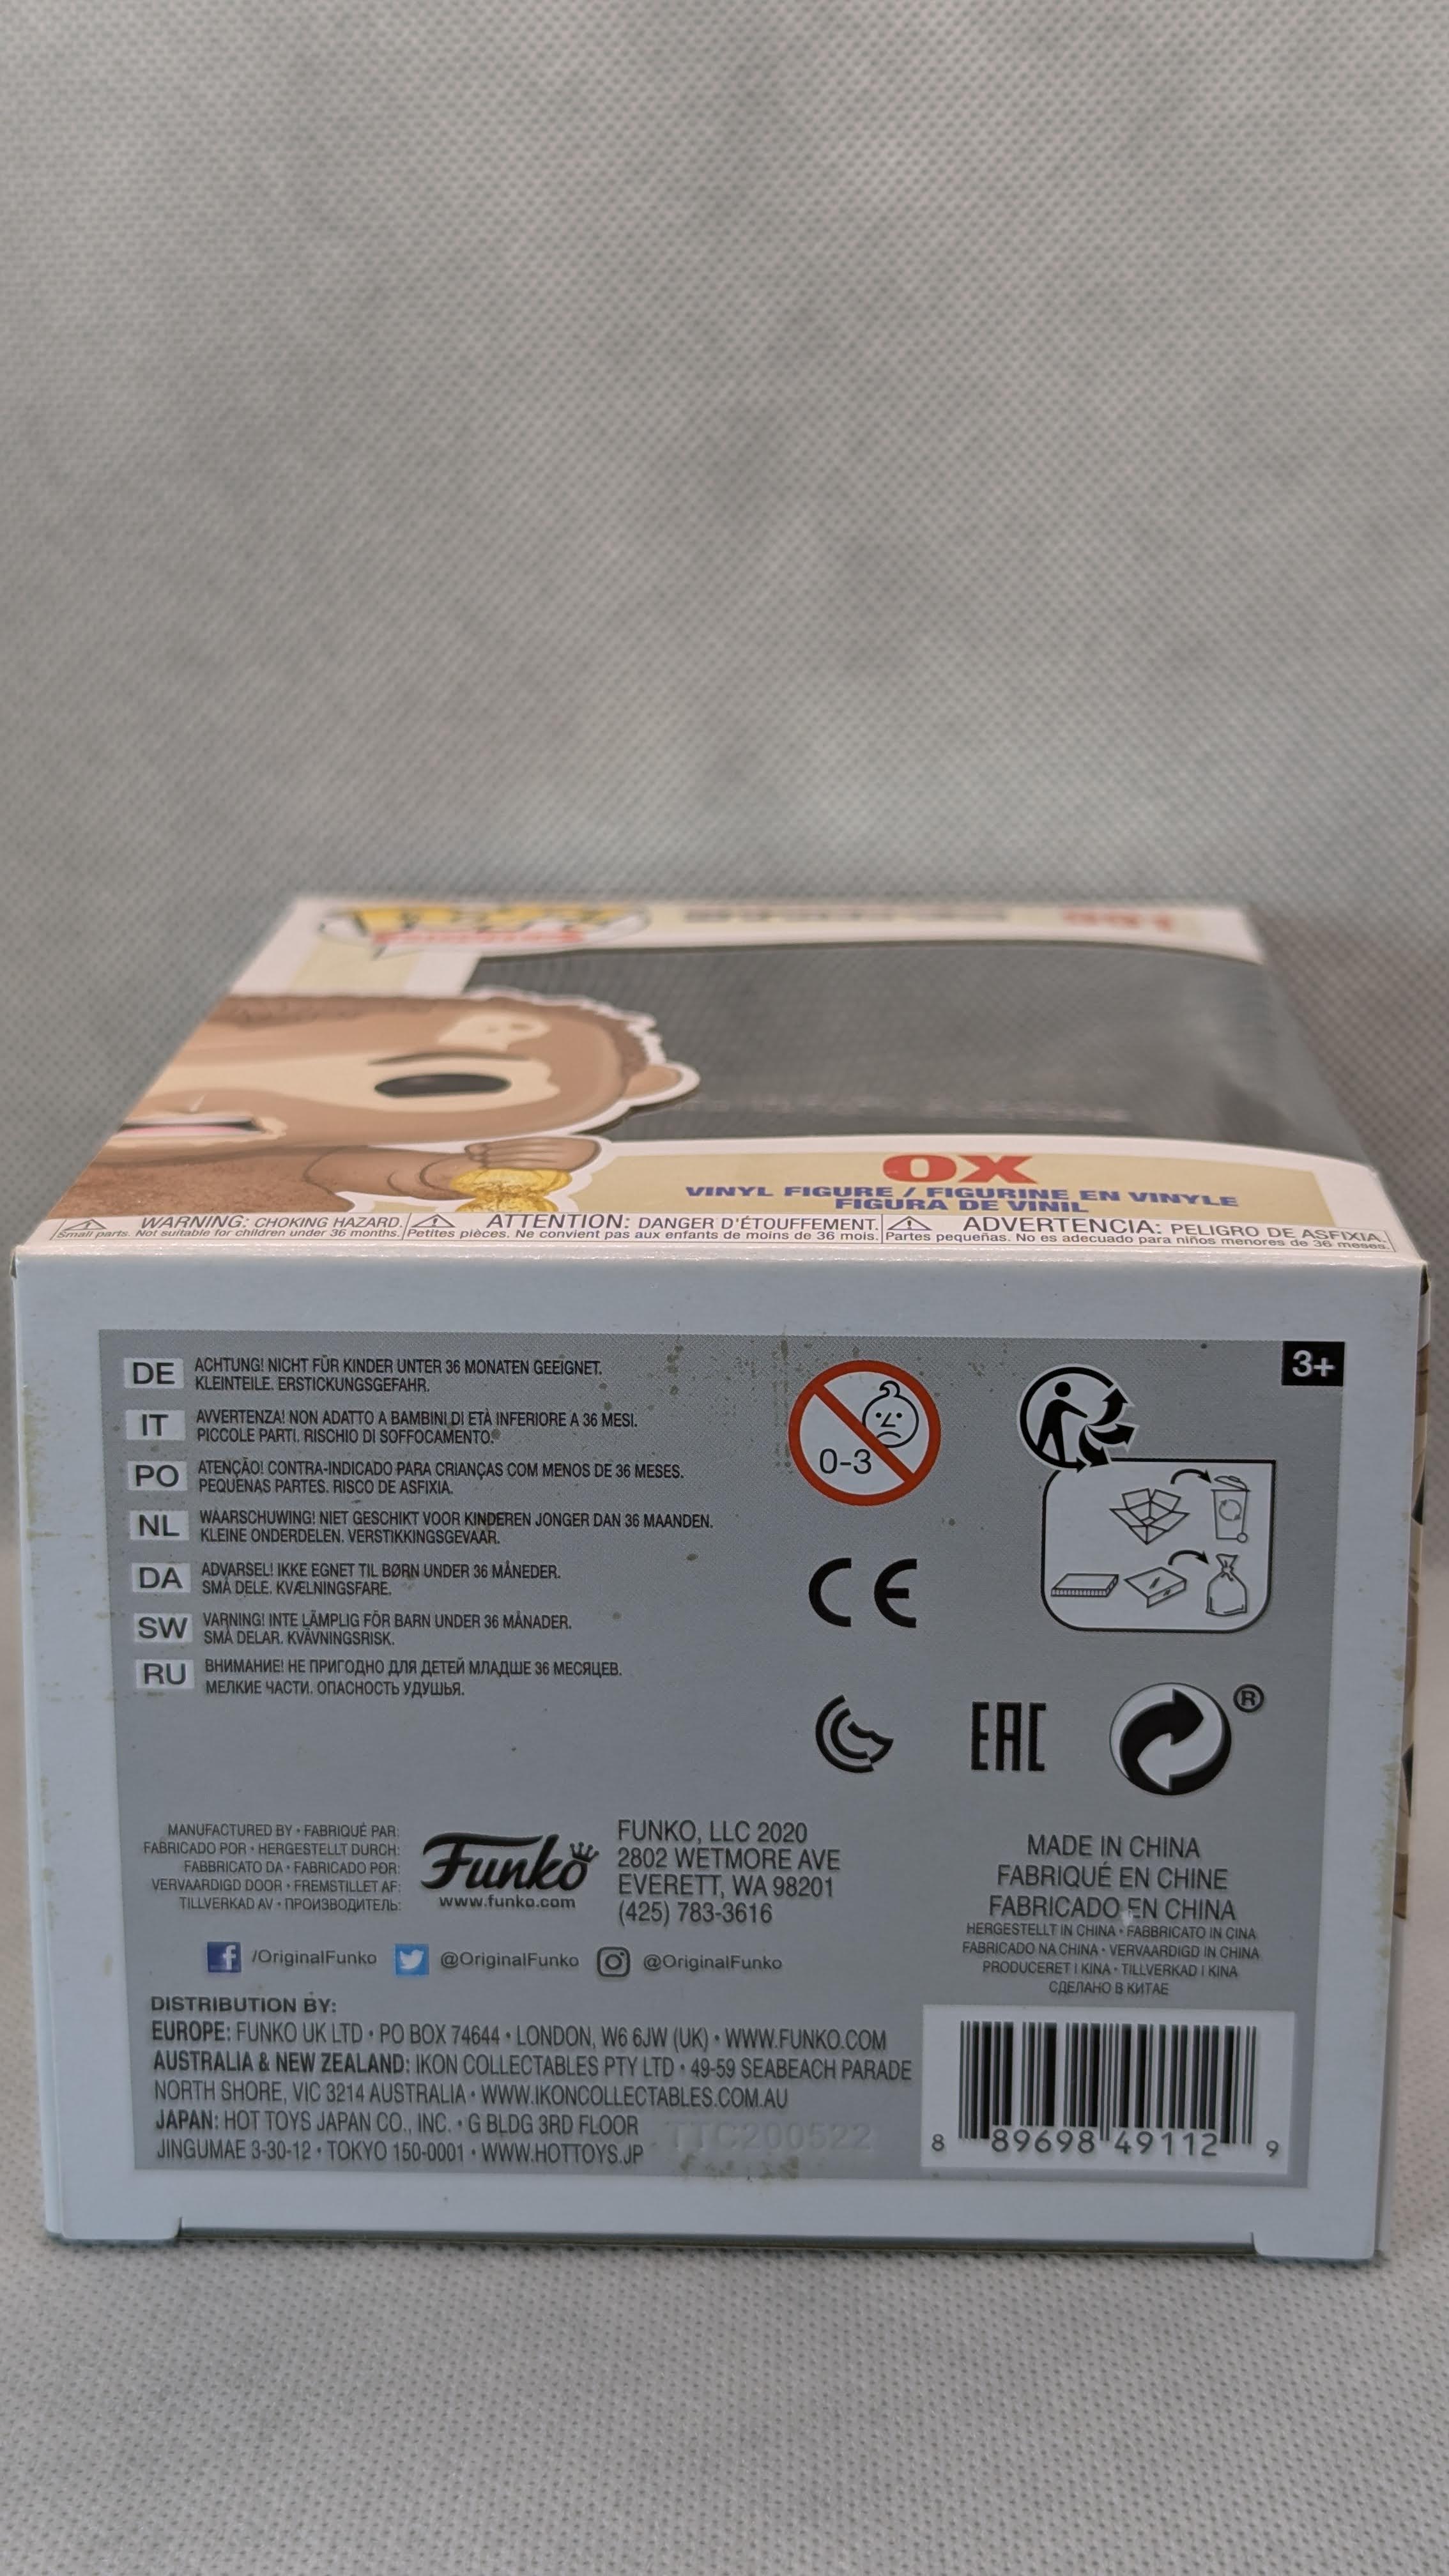 OX
VINYL FIGURE / FIGURINE EN VINYLE
FIGURA DE VINIL
WARNING: CHOKING HAZARD.
Small parts. Not suitable for children under 36 months.
ATTENTION: DANGER D'ÉTOUFFEMENT.
Petites pièces. Ne convient pas aux enfants de moins de 36 mois.
ADVERTENCIA: PELIGRO DE ASFIXIA.
Partes pequeñas. No es adecuado para niños menores de 36 meses.
3+
DE ACHTUNG! NICHT FÜR KINDER UNTER 36 MONATEN GEEIGNET.
KLEINTEILE. ERSTICKUNGSGEFAHR.
IT AVVERTENZA! NON ADATTO A BAMBINI DI ETÀ INFERIORE A 36 MESI.
PICCOLE PARTI. RISCHIO DI SOFFOCAMENTO.
PO ATENÇÃO! CONTRA-INDICADO PARA CRIANÇAS COM MENOS DE 36 MESES.
PEQUENAS PARTES. RISCO DE ASFIXIA.
NL WAARSCHUWING! NIET GESCHIKT VOOR KINDEREN JONGER DAN 36 MAANDEN.
KLEINE ONDERDELEN. VERSTIKKINGSGEVAAR.
DA ADVARSEL! IKKE EGNET TIL BØRN UNDER 36 MÅNEDER.
SMÅ DELE. KVÆLNINGSFARE.
SW VARNING! INTE LÄMPLIG FÖR BARN UNDER 36 MÅNADER.
SMÅ DELAR. KVÄVNINGSRISK.
RU ВНИМАНИЕ! НЕ ПРИГОДНО ДЛЯ ДЕТЕЙ МЛАДШЕ 36 МЕСЯЦЕВ.
МЕЛКИЕ ЧАСТИ. ОПАСНОСТЬ УДУШЬЯ.
0-3
CE
EAC
®
MANUFACTURED BY • FABRIQUÉ PAR:
FABRICADO POR • HERGESTELLT DURCH:
FABBRICATO DA • FABRICADO POR:
VERVAARDIGD DOOR • FREMSTILLET AF:
TILLVERKAD AV • ПРОИЗВОДИТЕЛЬ:
Funko
www.funko.com
FUNKO, LLC 2020
2802 WETMORE AVE
EVERETT, WA 98201
(425) 783-3616
/OriginalFunko @OriginalFunko @OriginalFunko
MADE IN CHINA
FABRIQUÉ EN CHINE
FABRICADO EN CHINA
HERGESTELLT IN CHINA • FABBRICATO IN CINA
FABRICADO NA CHINA • VERVAARDIGD IN CHINA
PRODUCERET I KINA • TILLVERKAD I KINA
СДЕЛАНО В КИТАЕ
DISTRIBUTION BY:
EUROPE: FUNKO UK LTD • PO BOX 74644 • LONDON, W6 6JW (UK) • WWW.FUNKO.COM
AUSTRALIA & NEW ZEALAND: IKON COLLECTABLES PTY LTD • 49-59 SEABEACH PARADE
NORTH SHORE, VIC 3214 AUSTRALIA • WWW.IKONCOLLECTABLES.COM.AU
JAPAN: HOT TOYS JAPAN CO., INC. • G BLDG 3RD FLOOR
JINGUMAE 3-30-12 • TOKYO 150-0001 • WWW.HOTTOYS.JP
TTC200522
8 89698 49112 9